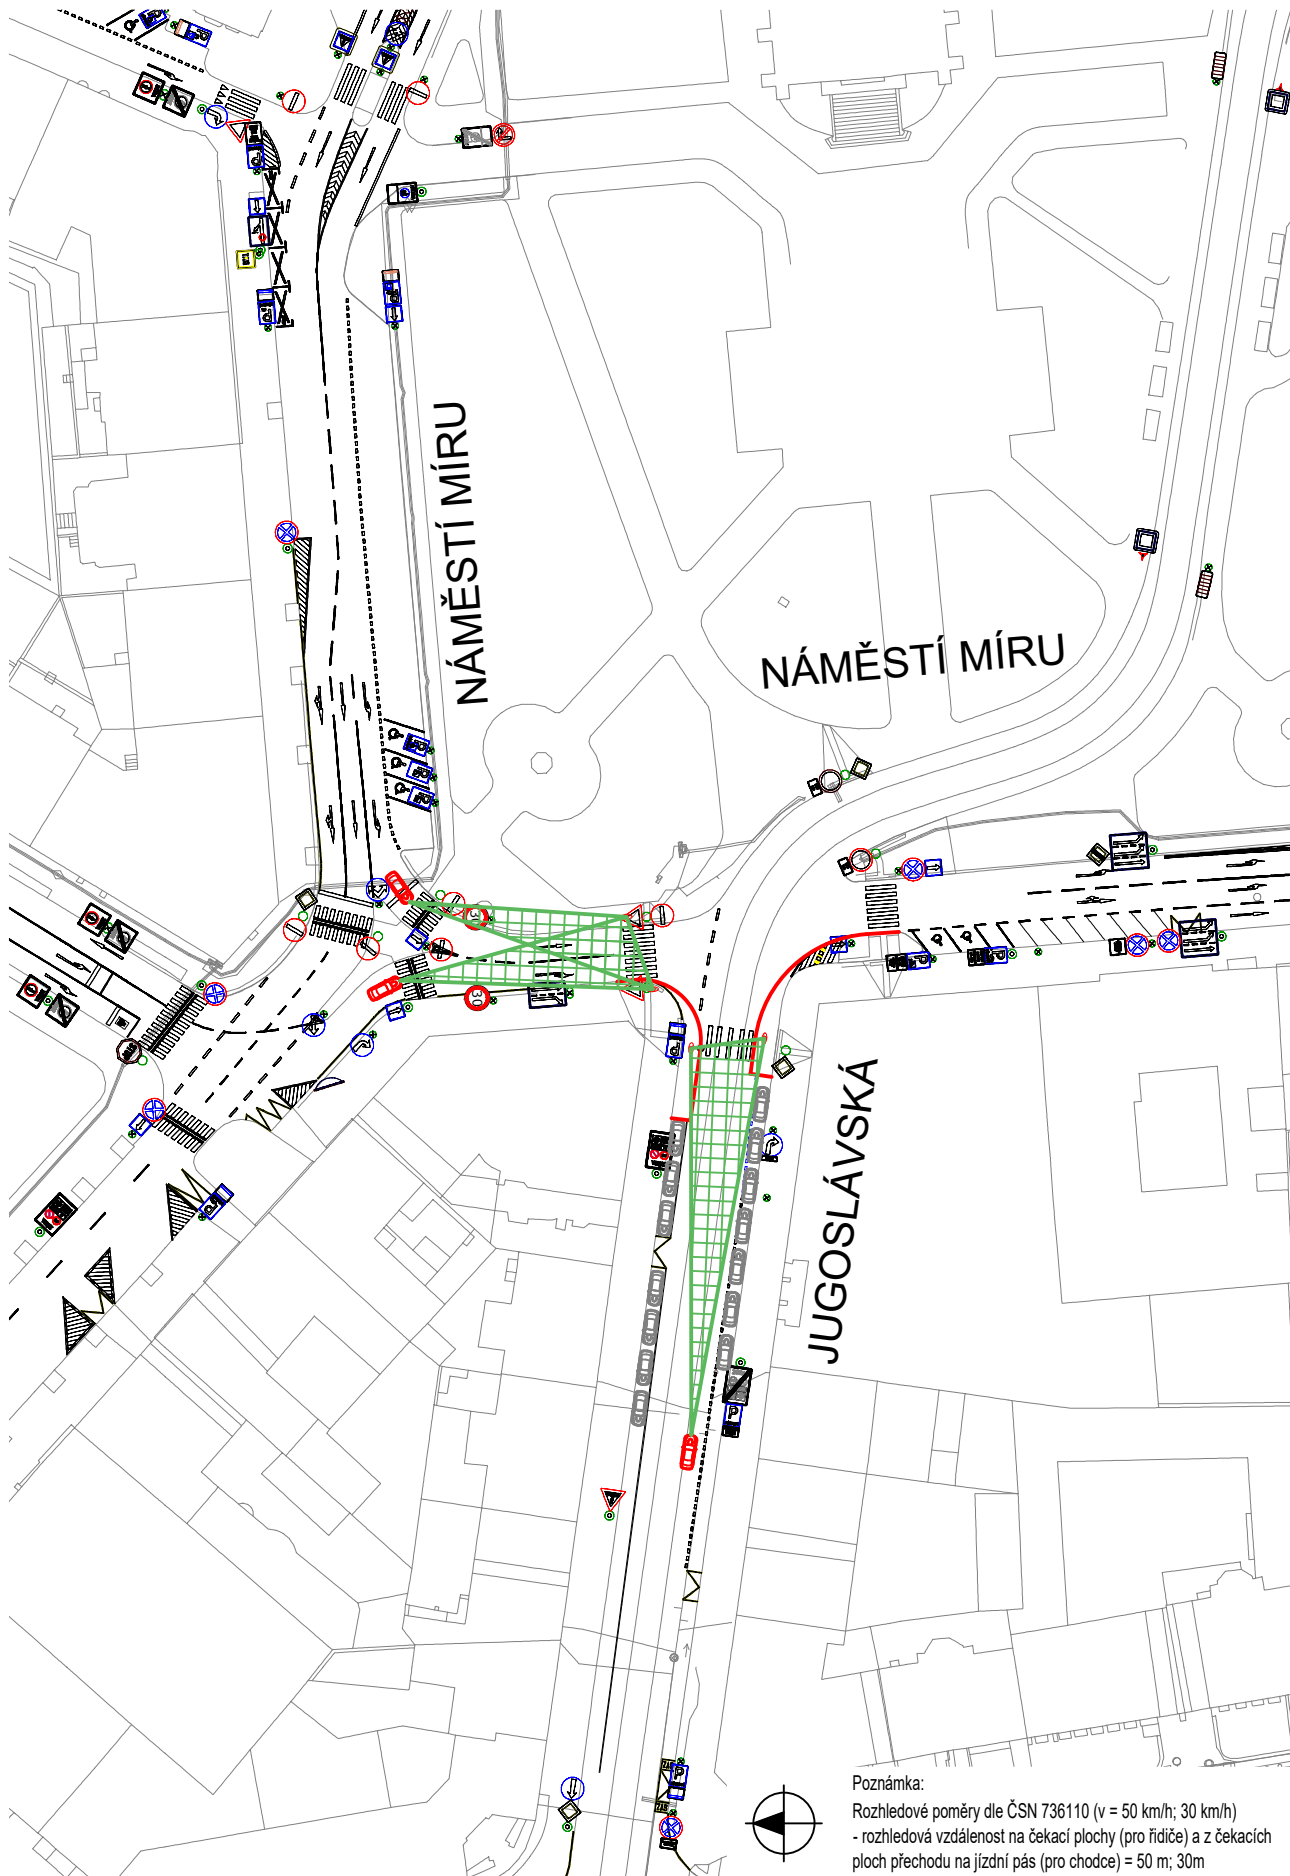 NÁMĚSTÍ MÍRU
NÁMĚSTÍ MÍRU
JUGOSLÁVSKÁ
Poznámka:
Rozhledové poměry dle ČSN 736110 (v = 50 km/h; 30 km/h)
- rozhledová vzdálenost na čekací plochy (pro řidiče) a z čekacích
ploch přechodu na jízdní pás (pro chodce) = 50 m; 30m